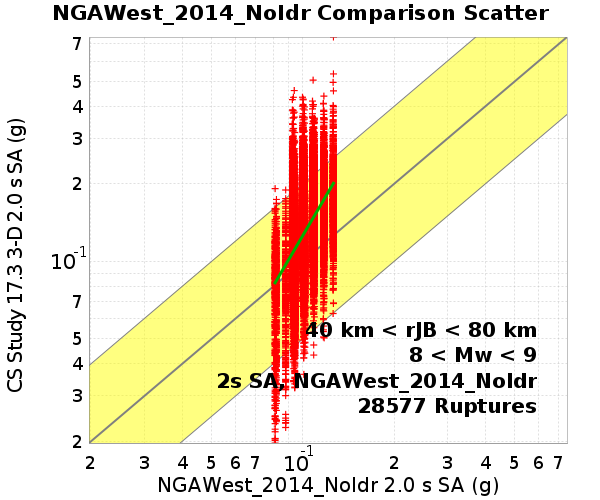 NGAWest_2014_NoIdr Comparison Scatter
7
5
4
3
2
10-1
7
5
4
3
2
CS Study 17.3 3-D 2.0 s SA (g)
40 km < rJB < 80 km
8 < Mw < 9
2s SA, NGAWest_2014_NoIdr
28577 Ruptures
2 3 4 5 6 7 10-1 2 3 4 5 6 7
NGAWest_2014_NoIdr 2.0 s SA (g)